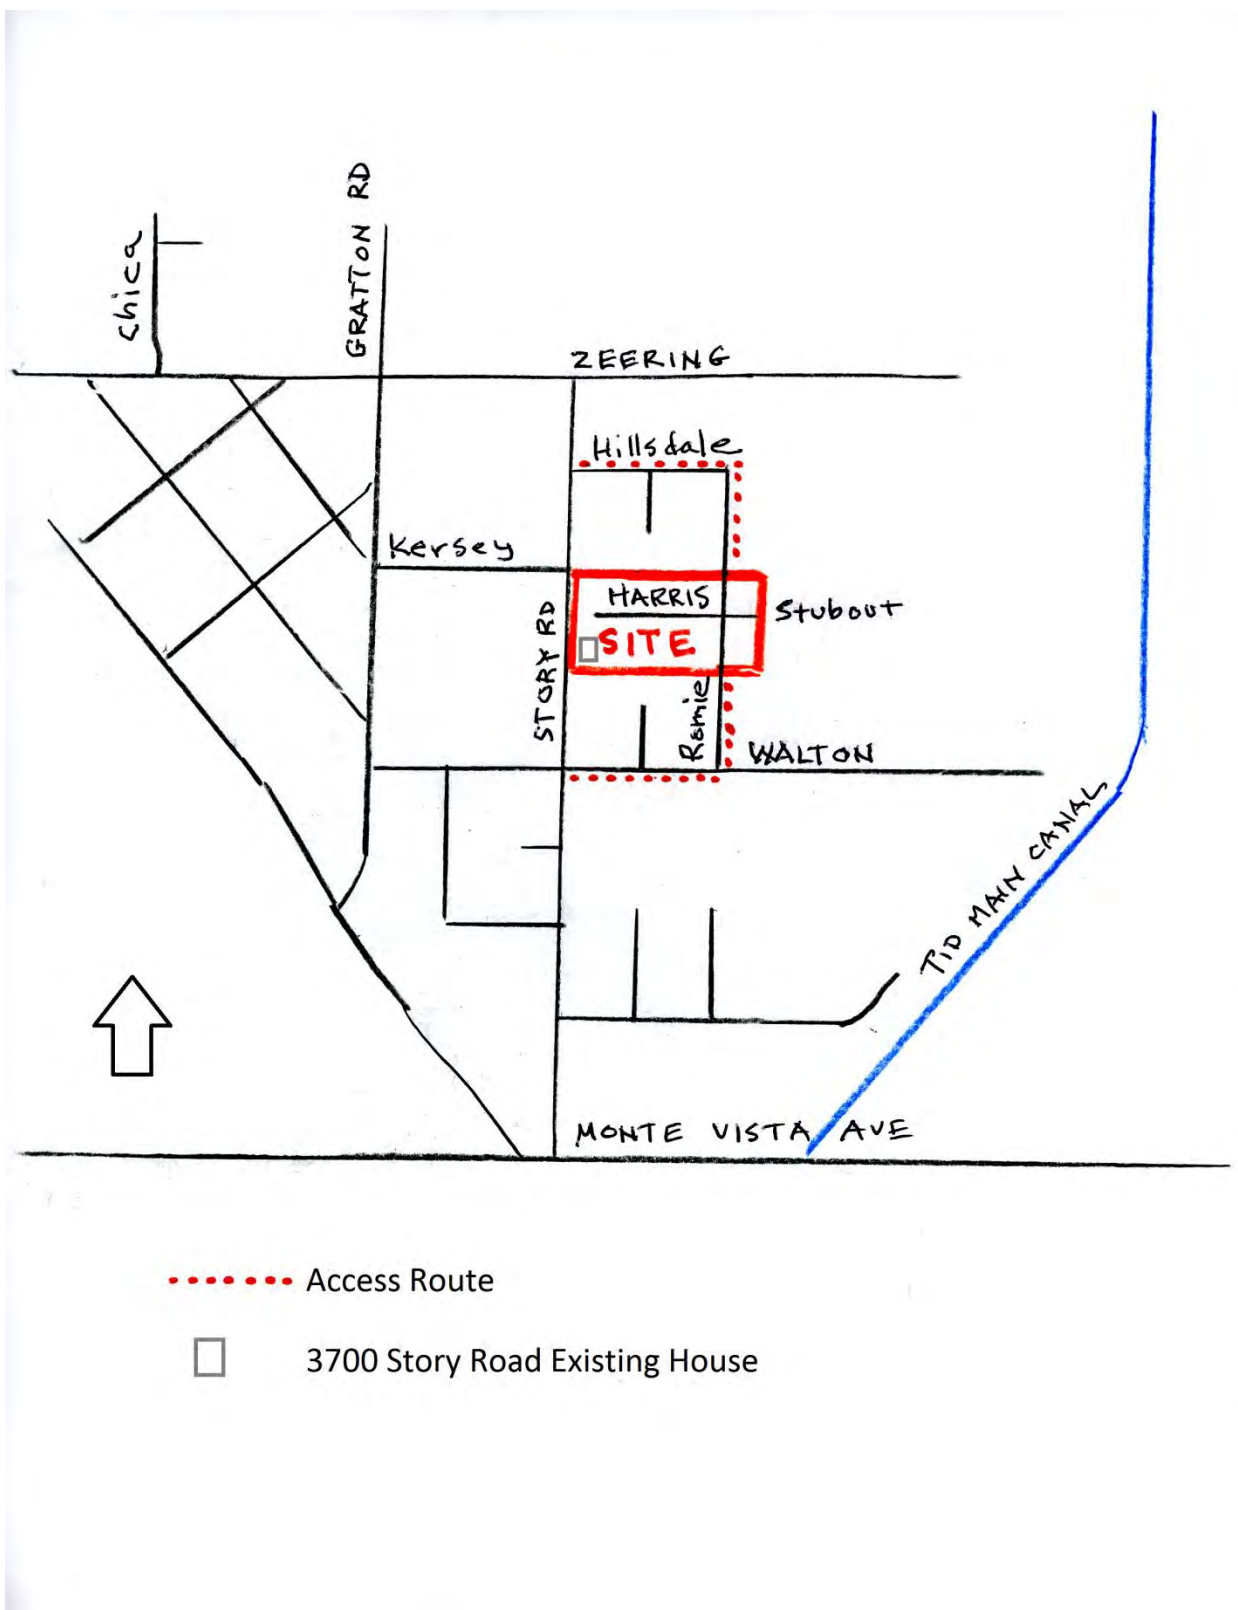 Chica
GRATTON RD
ZEERING
Hillsdale
Kersey
HARRIS
Stubout
SITE
STORY RD
Romie
WALTON
TID MAIN CANAL
MONTE VISTA AVE
Access Route
3700 Story Road Existing House